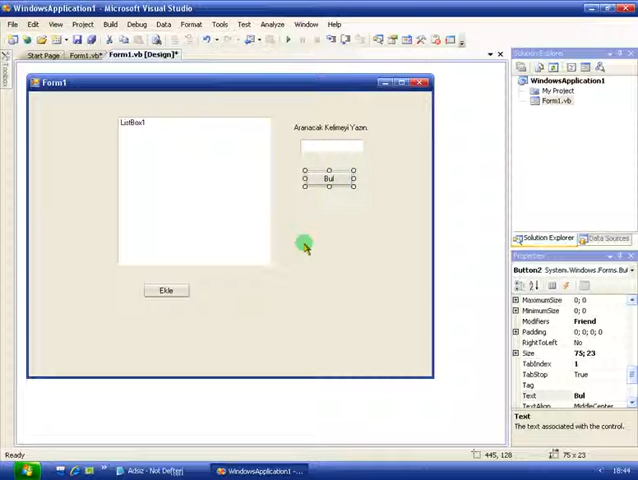 WindowsApplication1 - Microsoft Visual Studio
File Edit View Project Build Debug Data Format Tools Test Analyze Window Help
Start Page Form1.vb* Form1.vb [Design]*
Toolbox
Form1
ListBox1
Aranacak Kelimeyi Yazın.
Bul
Ekle
Solution Explorer
WindowsApplication1
My Project
Form1.vb
Solution Explorer Data Sources
Properties
Button2 System.Windows.Forms.Bu
MaximumSize 0; 0
MinimumSize 0; 0
Modifiers Friend
Padding 0; 0; 0; 0
RightToLeft No
Size 75; 23
TabIndex 1
TabStop True
Tag
Text Bul
TextAlign MiddleCenter
Text
The text associated with the control.
Ready 445, 128 75 x 23
Adsız - Not Defteri WindowsApplication1 -... 18:44